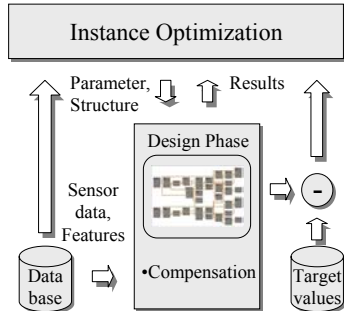 Instance Optimization
Parameter,
Structure
Results
Design Phase
Sensor
data,
Features
•Compensation
-
Data
base
Target
values